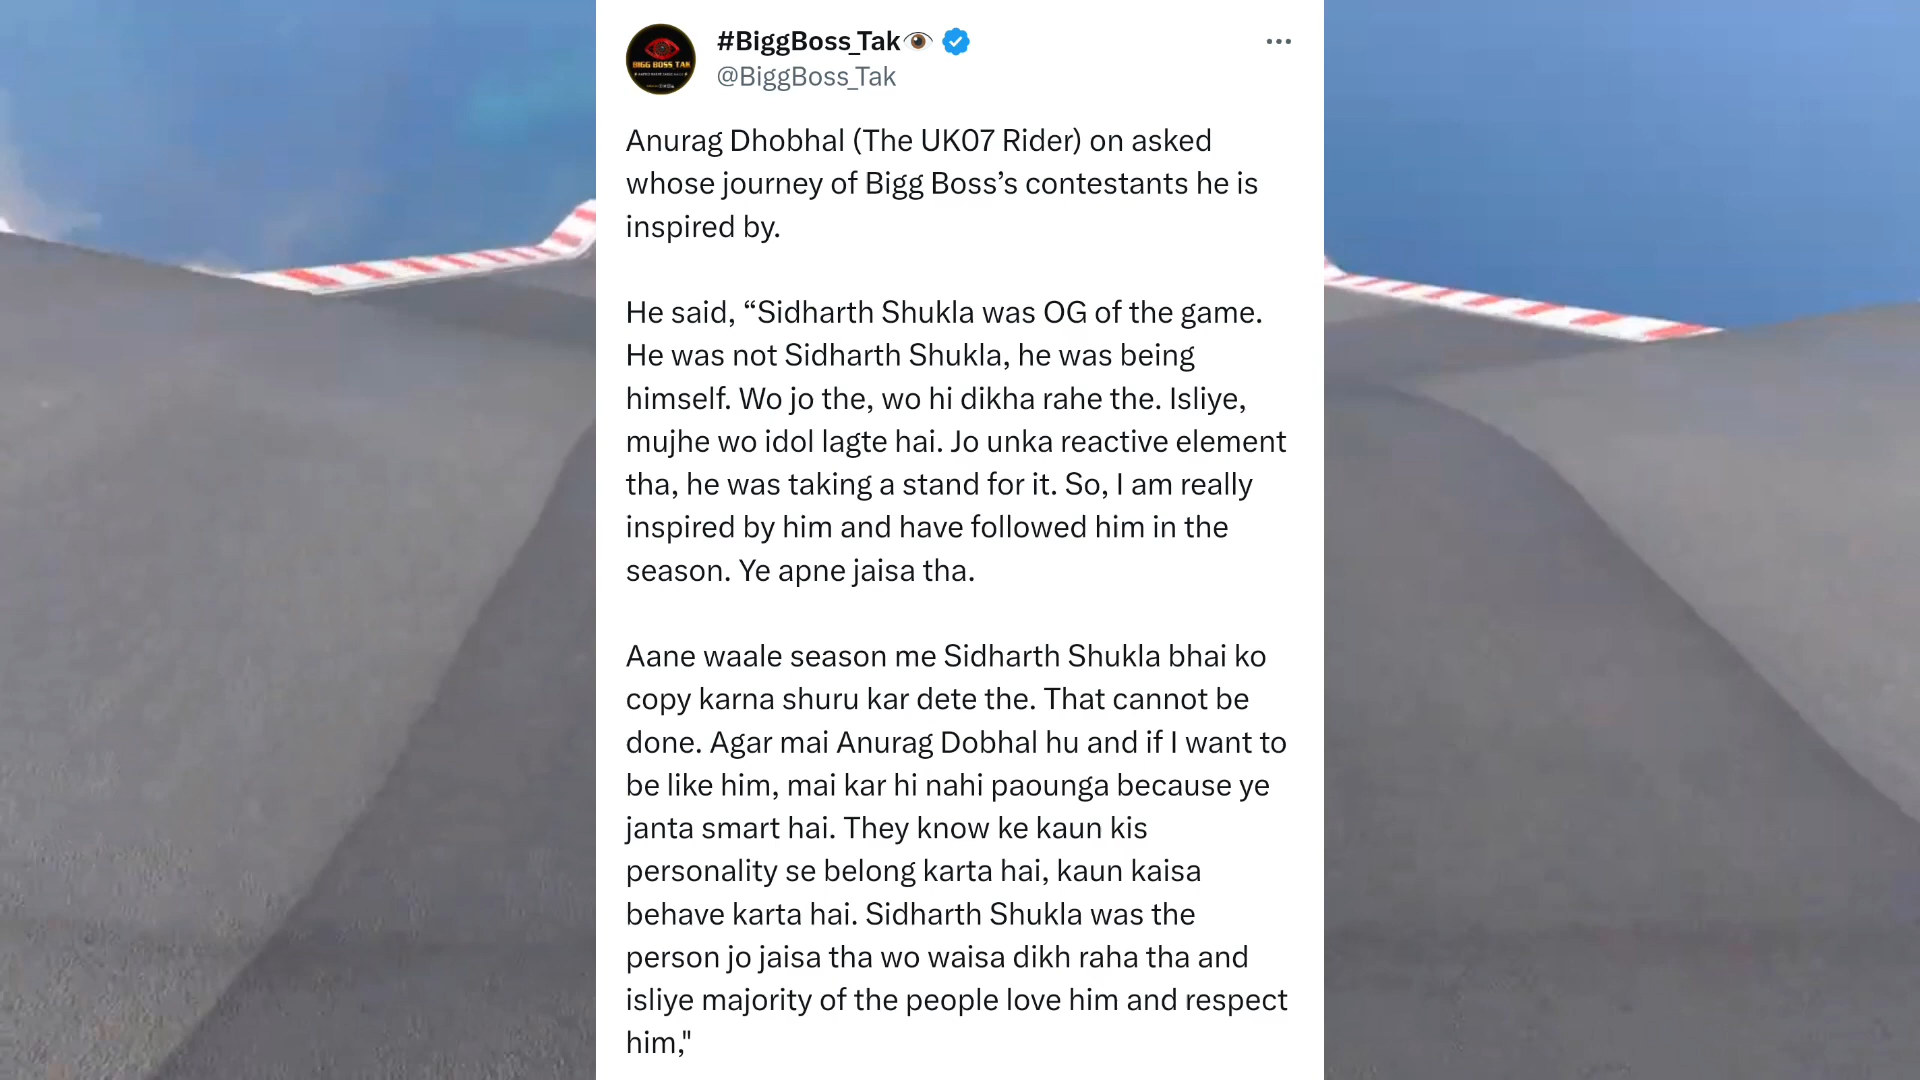 #BiggBoss_Tak👁
@BiggBoss_Tak
BIGG BOSS TAK
Anurag Dhobhal (The UK07 Rider) on asked
whose journey of Bigg Boss’s contestants he is
inspired by.
He said, “Sidharth Shukla was OG of the game.
He was not Sidharth Shukla, he was being
himself. Wo jo the, wo hi dikha rahe the. Isliye,
mujhe wo idol lagte hai. Jo unka reactive element
tha, he was taking a stand for it. So, I am really
inspired by him and have followed him in the
season. Ye apne jaisa tha.
Aane waale season me Sidharth Shukla bhai ko
copy karna shuru kar dete the. That cannot be
done. Agar mai Anurag Dobhal hu and if I want to
be like him, mai kar hi nahi paounga because ye
janta smart hai. They know ke kaun kis
personality se belong karta hai, kaun kaisa
behave karta hai. Sidharth Shukla was the
person jo jaisa tha wo waisa dikh raha tha and
isliye majority of the people love him and respect
him,"